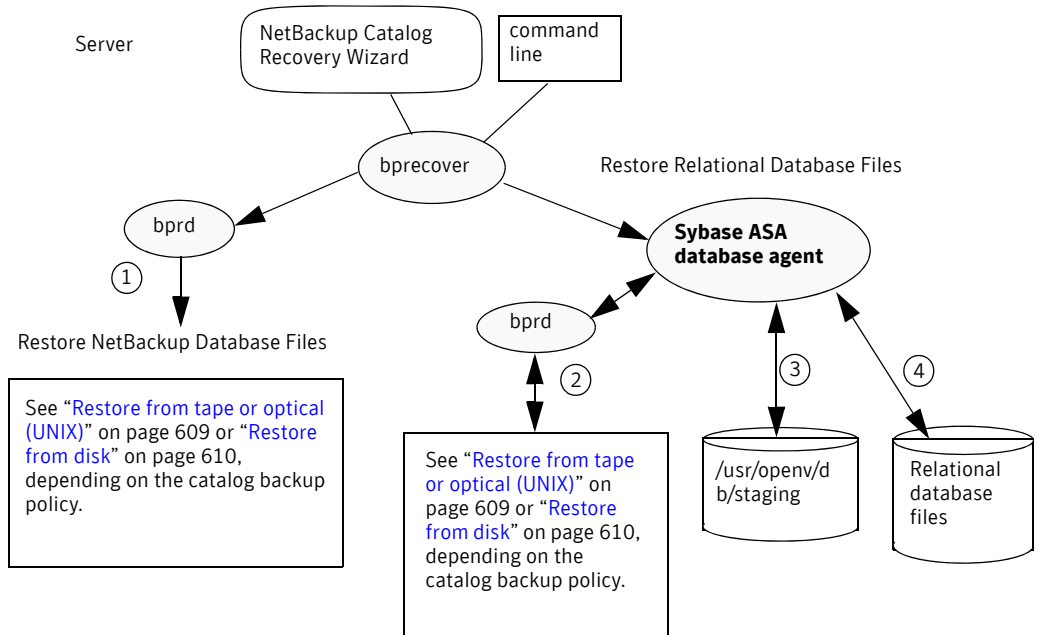 Server
NetBackup Catalog
Recovery Wizard
command
line
bprecover
Restore Relational Database Files
bprd
Sybase ASA
database agent
1
bprd
Restore NetBackup Database Files
2
3
4
See “Restore from tape or optical
(UNIX)” on page 609 or “Restore
from disk” on page 610,
depending on the catalog backup
policy.
See “Restore from tape
or optical (UNIX)” on
page 609 or “Restore
from disk” on page 610,
depending on the
catalog backup policy.
/usr/openv/d
b/staging
Relational
database
files